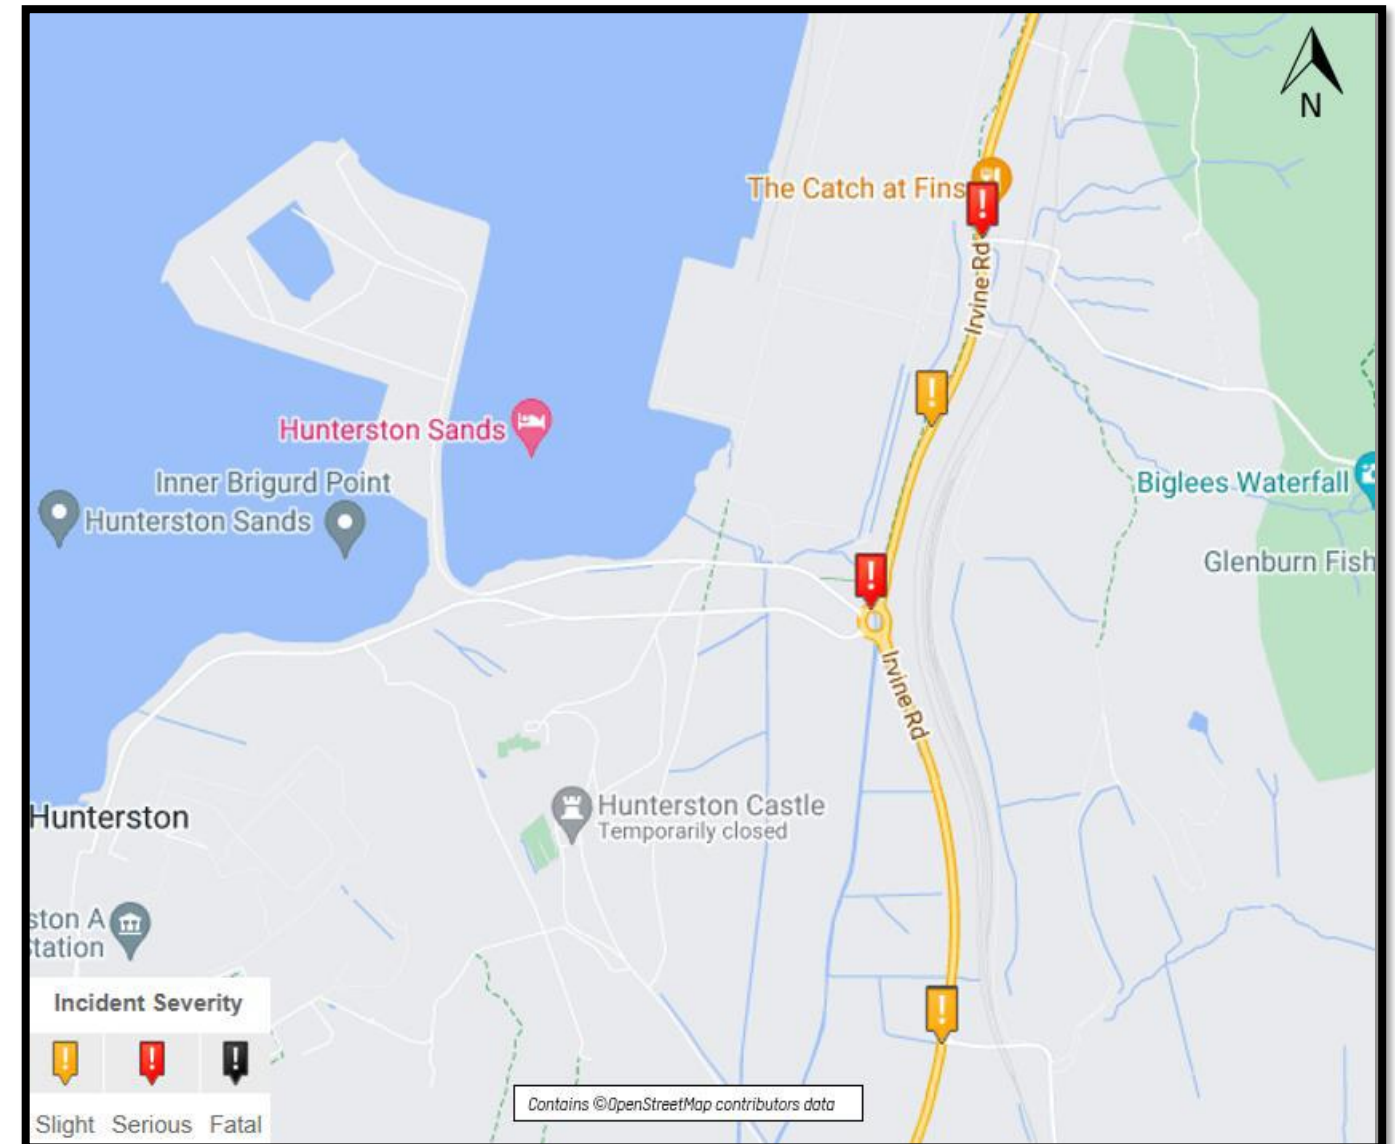 N
The Catch at Fins
Irvine Rd
Hunterston Sands
Inner Brigurd Point
Hunterston Sands
Biglees Waterfall
Glenburn Fish
Irvine Rd
Hunterston Castle
Temporarily closed
Hunterston
ston A
Station
Incident Severity
Slight Serious Fatal
Contains ©OpenStreetMap contributors data